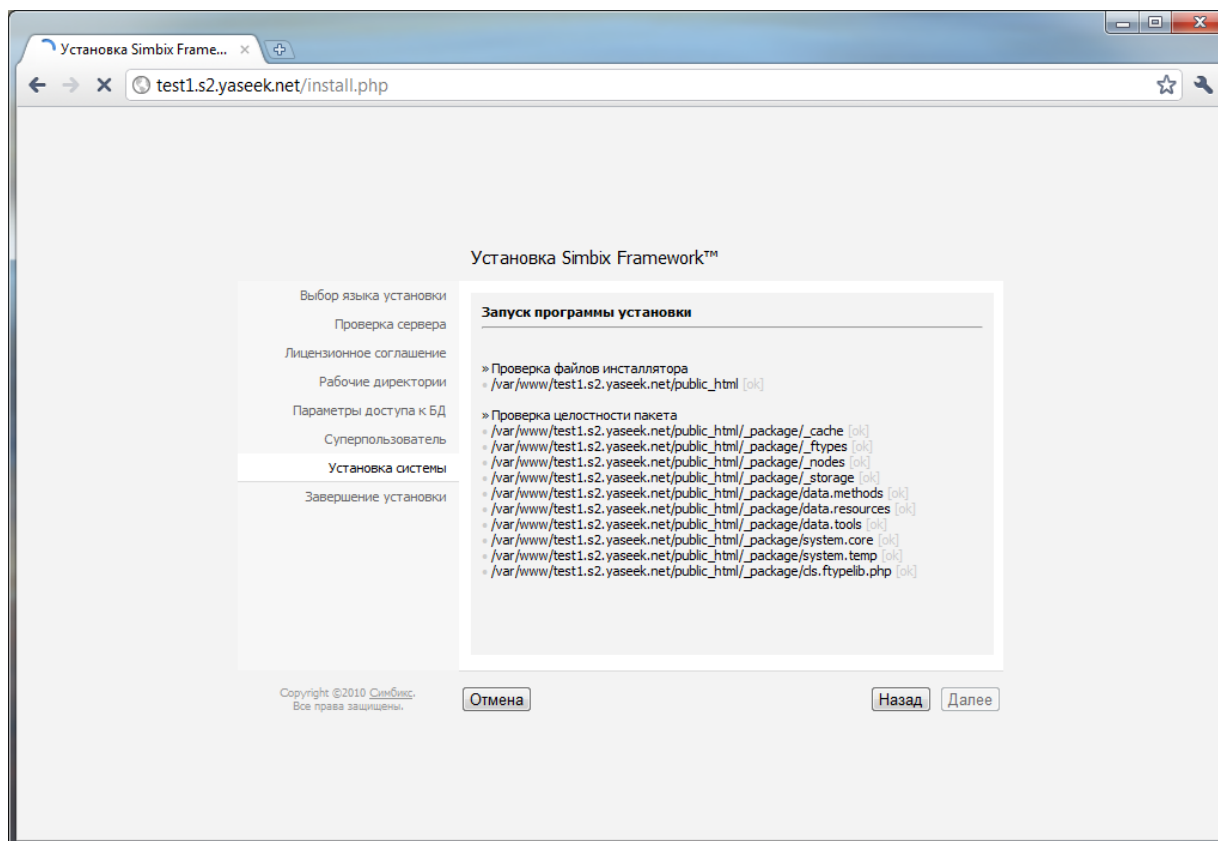 Установка Simbix Frame...
test1.s2.yaseek.net/install.php
Установка Simbix Framework™
Выбор языка установки
Проверка сервера
Лицензионное соглашение
Рабочие директории
Параметры доступа к БД
Суперпользователь
Установка системы
Завершение установки
Запуск программы установки
» Проверка файлов инсталлятора
/var/www/test1.s2.yaseek.net/public_html [ok]
» Проверка целостности пакета
/var/www/test1.s2.yaseek.net/public_html/_package/_cache [ok]
/var/www/test1.s2.yaseek.net/public_html/_package/_ftypes [ok]
/var/www/test1.s2.yaseek.net/public_html/_package/_nodes [ok]
/var/www/test1.s2.yaseek.net/public_html/_package/_storage [ok]
/var/www/test1.s2.yaseek.net/public_html/_package/data.methods [ok]
/var/www/test1.s2.yaseek.net/public_html/_package/data.resources [ok]
/var/www/test1.s2.yaseek.net/public_html/_package/data.tools [ok]
/var/www/test1.s2.yaseek.net/public_html/_package/system.core [ok]
/var/www/test1.s2.yaseek.net/public_html/_package/system.temp [ok]
/var/www/test1.s2.yaseek.net/public_html/_package/cls.ftypelib.php [ok]
Copyright ©2010 Симбикс.
Все права защищены.
Отмена
Назад
Далее